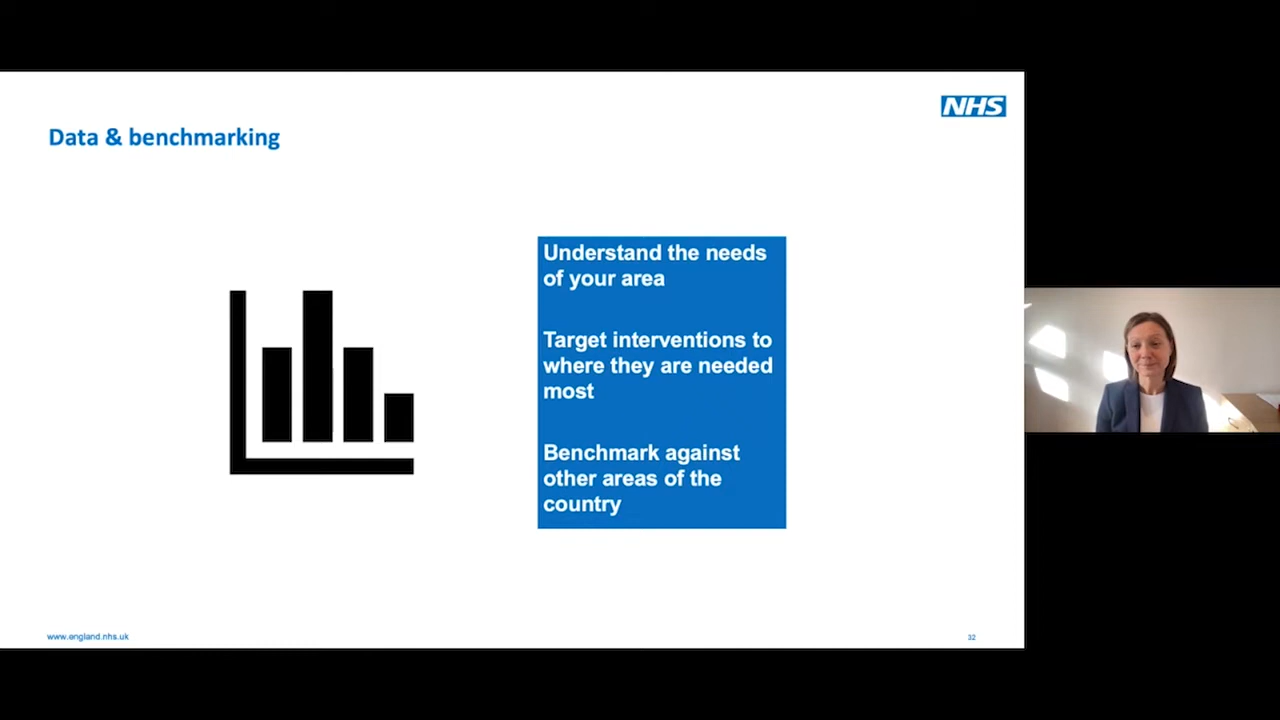 NHS
Data & benchmarking
Understand the needs
of your area
Target interventions to
where they are needed
most
Benchmark against
other areas of the
country
www.england.nhs.uk
32